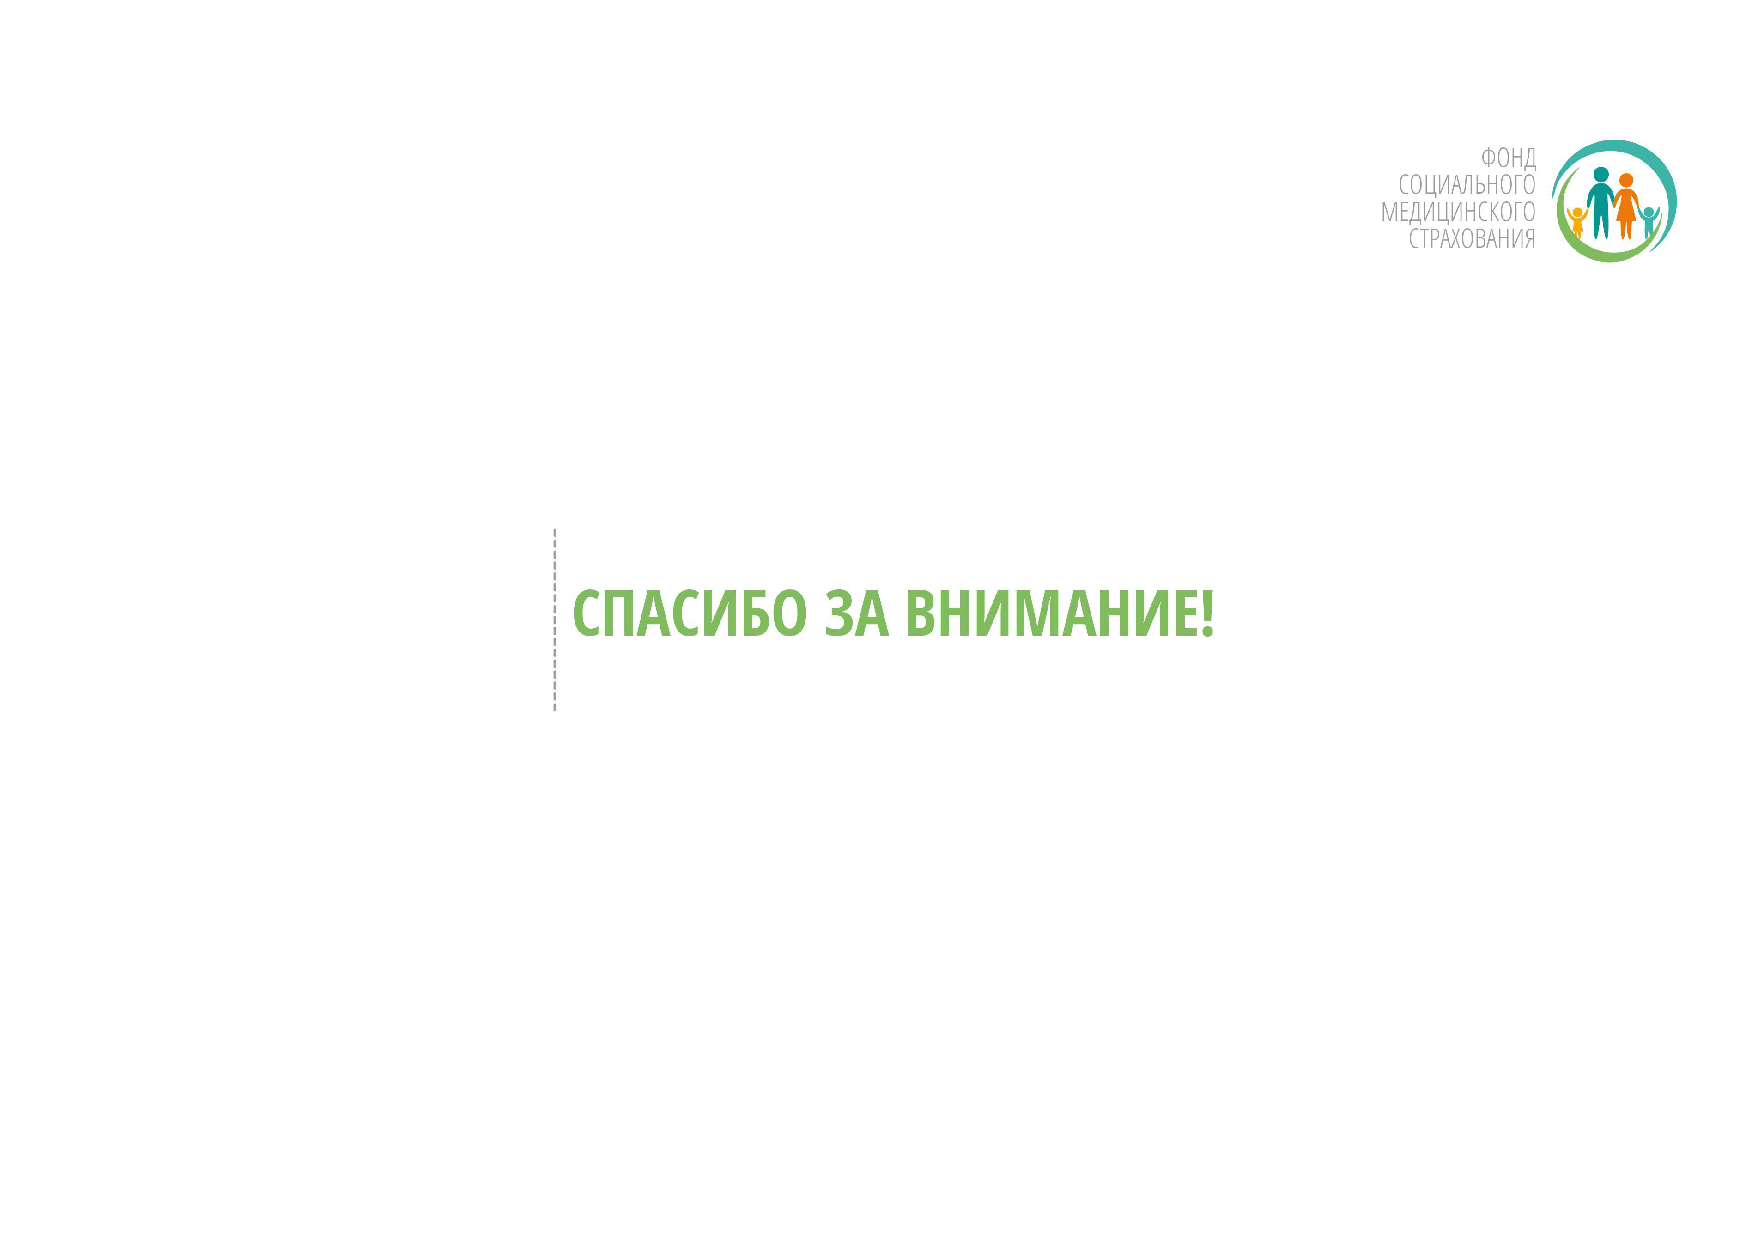 ФОНД
СОЦИАЛЬНОГО
МЕДИЦИНСКОГО
СТРАХОВАНИЯ
СПАСИБО ЗА ВНИМАНИЕ!